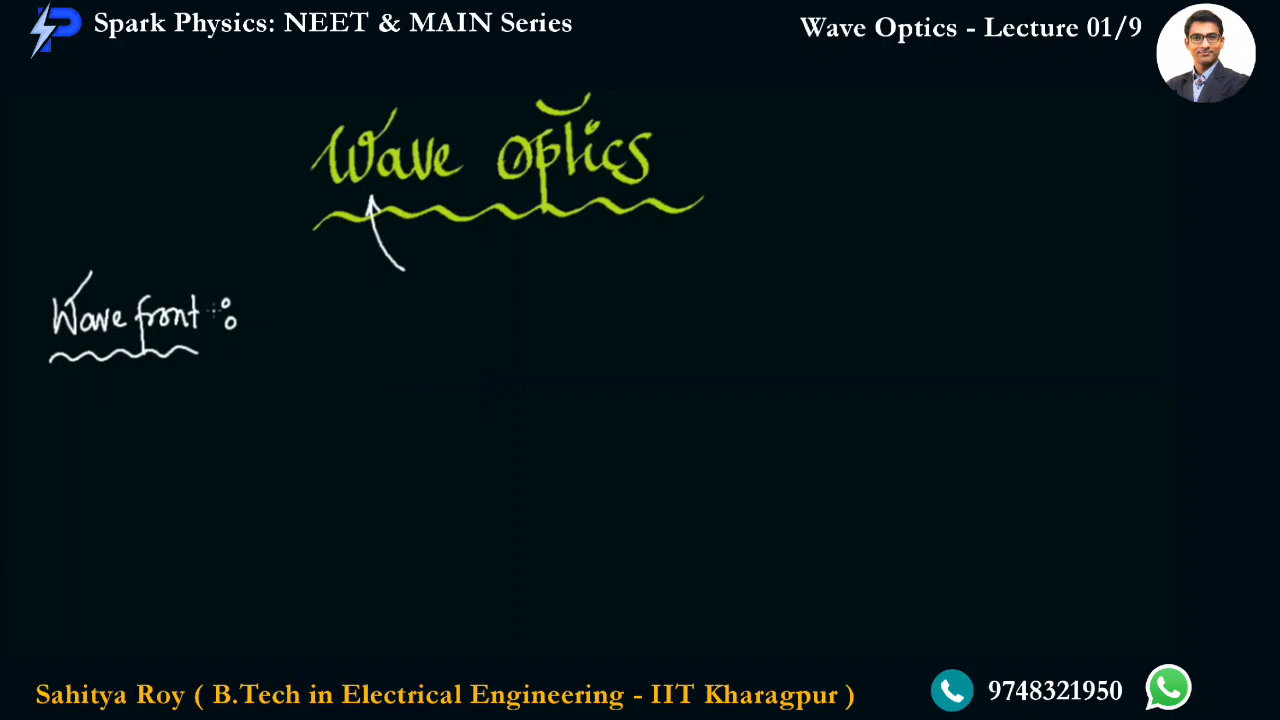 Spark Physics: NEET & MAIN Series
Wave Optics - Lecture 01/9
Wave Optics
Wave front :
Sahitya Roy ( B.Tech in Electrical Engineering - IIT Kharagpur )
9748321950